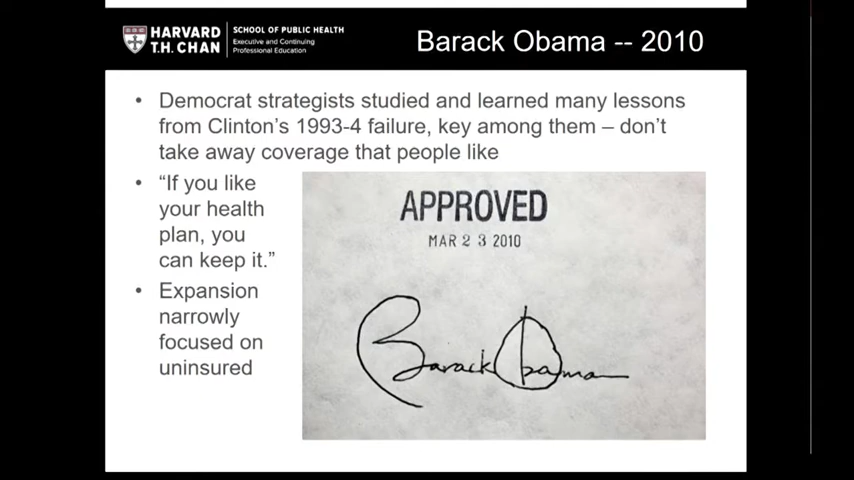 HARVARD
T.H. CHAN
SCHOOL OF PUBLIC HEALTH
Executive and Continuing
Professional Education
Barack Obama -- 2010
• Democrat strategists studied and learned many lessons
from Clinton's 1993-4 failure, key among them – don't
take away coverage that people like
• "If you like
your health
plan, you
can keep it."
• Expansion
narrowly
focused on
uninsured
APPROVED
MAR 23 2010
Barack Obama